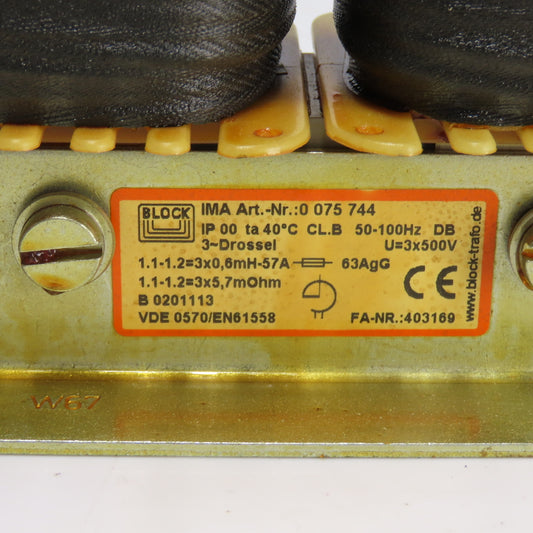 BLOCK
IMA Art.-Nr.:0 075 744
IP 00 ta 40°C CL.B 50-100Hz DB
3~Drossel U=3x500V
1.1-1.2=3x0,6mH-57A 63AgG
1.1-1.2=3x5,7mOhm
B 0201113
VDE 0570/EN61558 FA-NR.:403169
CE
www.block-trafo.de
W67